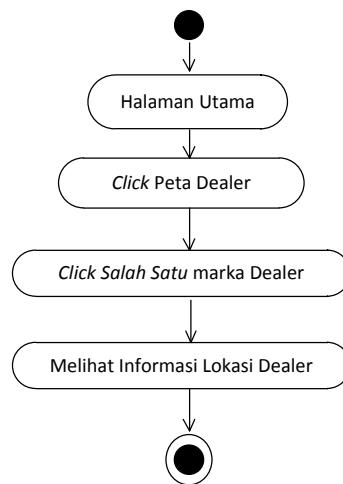 Halaman Utama
Click Peta Dealer
Click Salah Satu marka Dealer
Melihat Informasi Lokasi Dealer